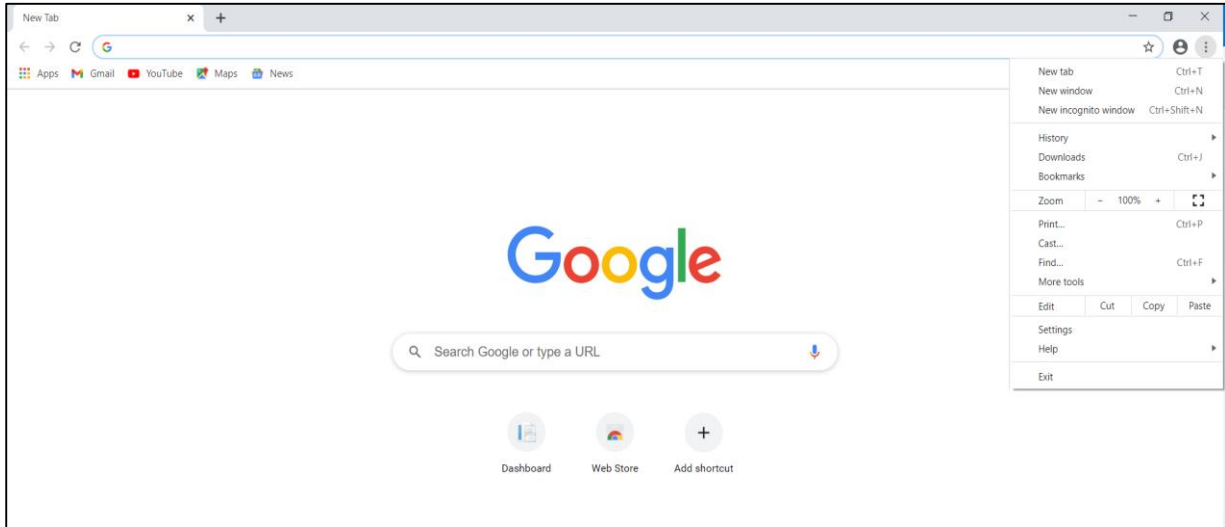 New Tab
Apps Gmail YouTube Maps News
New tab Ctrl+T
New window Ctrl+N
New incognito window Ctrl+Shift+N
History
Downloads Ctrl+J
Bookmarks
Zoom - 100% +
Print... Ctrl+P
Cast...
Find... Ctrl+F
More tools
Edit Cut Copy Paste
Settings
Help
Exit
Google
Search Google or type a URL
Dashboard Web Store Add shortcut